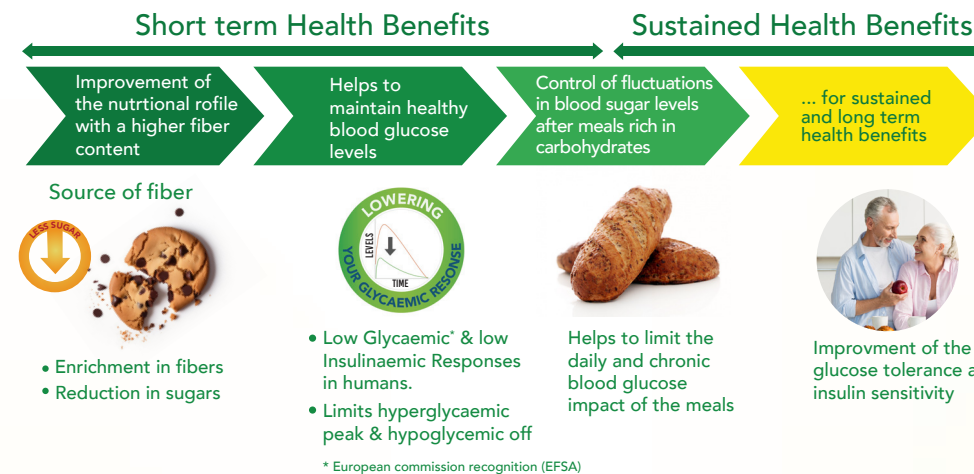 Short term Health Benefits
Sustained Health Benefits
Improvement of
the nutrtional rofile
with a higher fiber
content
Helps to
maintain healthy
blood glucose
levels
Control of fluctuations
in blood sugar levels
after meals rich in
carbohydrates
... for sustained
and long term
health benefits
Source of fiber
LESS SUGAR
LOWERING
YOUR GLYCAEMIC RESONSE
LEVELS
TIME
• Enrichment in fibers
• Reduction in sugars
• Low Glycaemic* & low
Insulinaemic Responses
in humans.
• Limits hyperglycaemic
peak & hypoglycemic off
* European commission recognition (EFSA)
Helps to limit the
daily and chronic
blood glucose
impact of the meals
Improvment of the
glucose tolerance a
insulin sensitivity